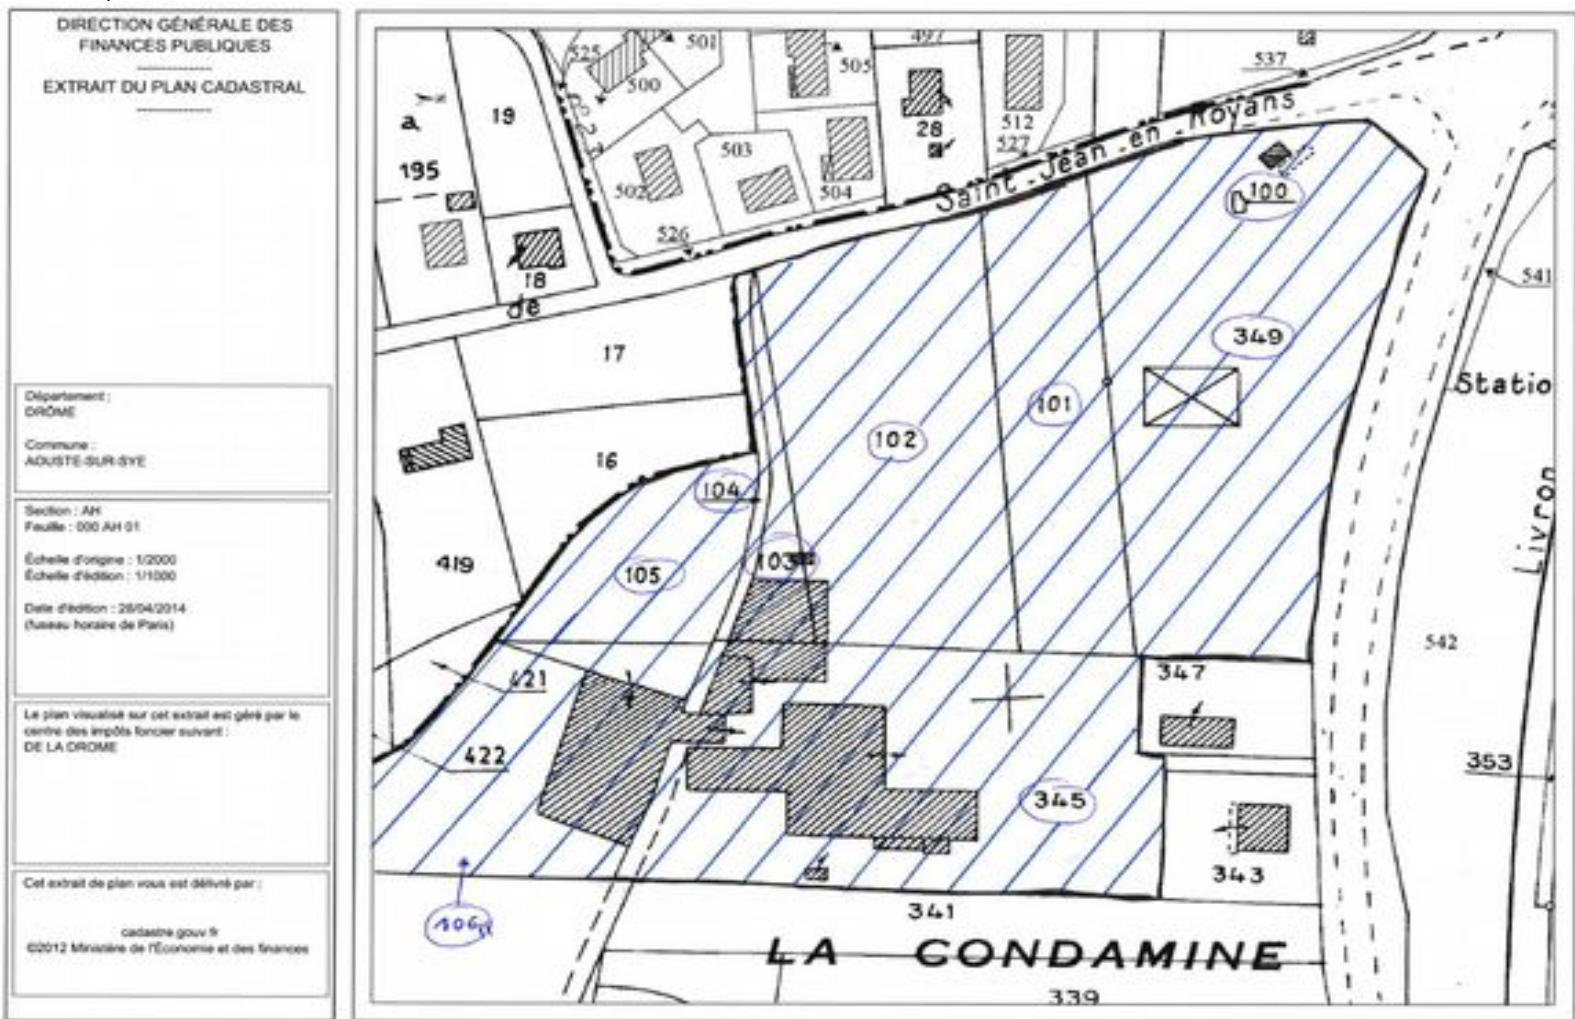 DIRECTION GÉNÉRALE DES
FINANCES PUBLIQUES
EXTRAIT DU PLAN CADASTRAL
Département :
DRÔME
Commune :
AOUSTE-SUR-SYE
Section : AH
Feuille : 000 AH 01
Échelle d'origine : 1/2000
Échelle d'édition : 1/1000
Date d'édition : 28/04/2014
(fuseau horaire de Paris)
Le plan visualisé sur cet extrait est géré par le
centre des impôts foncier suivant :
DE LA DROME
Cet extrait de plan vous est délivré par :
cadastre.gouv.fr
©2012 Ministère de l'Économie et des finances
525
501
497
537
500
505
a
19
28
512
527
195
503
502
504
Saint-Jean-en-Royans
100
526
18
de
541
17
349
Statio
101
102
16
104
Livron
419
105
103
542
421
347
422
353
345
343
106
341
LA CONDAMINE
339